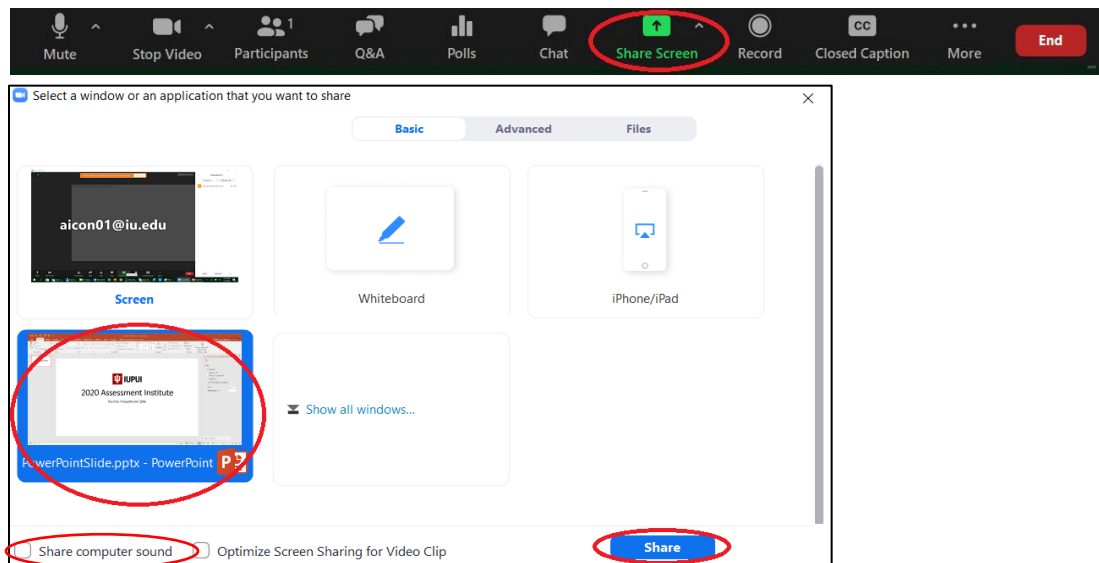 1
Mute Stop Video Participants Q&A Polls Chat Share Screen Record CC Closed Caption More End
Select a window or an application that you want to share
Basic Advanced Files
aicon01@iu.edu
Screen Whiteboard iPhone/iPad
IUPUI
2020 Assessment Institute
Show all windows...
PowerPointSlide.pptx - PowerPoint
Share computer sound Optimize Screen Sharing for Video Clip Share